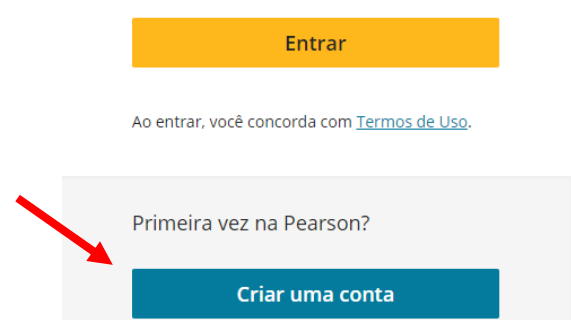 Entrar
Ao entrar, você concorda com Termos de Uso.
Primeira vez na Pearson?
Criar uma conta